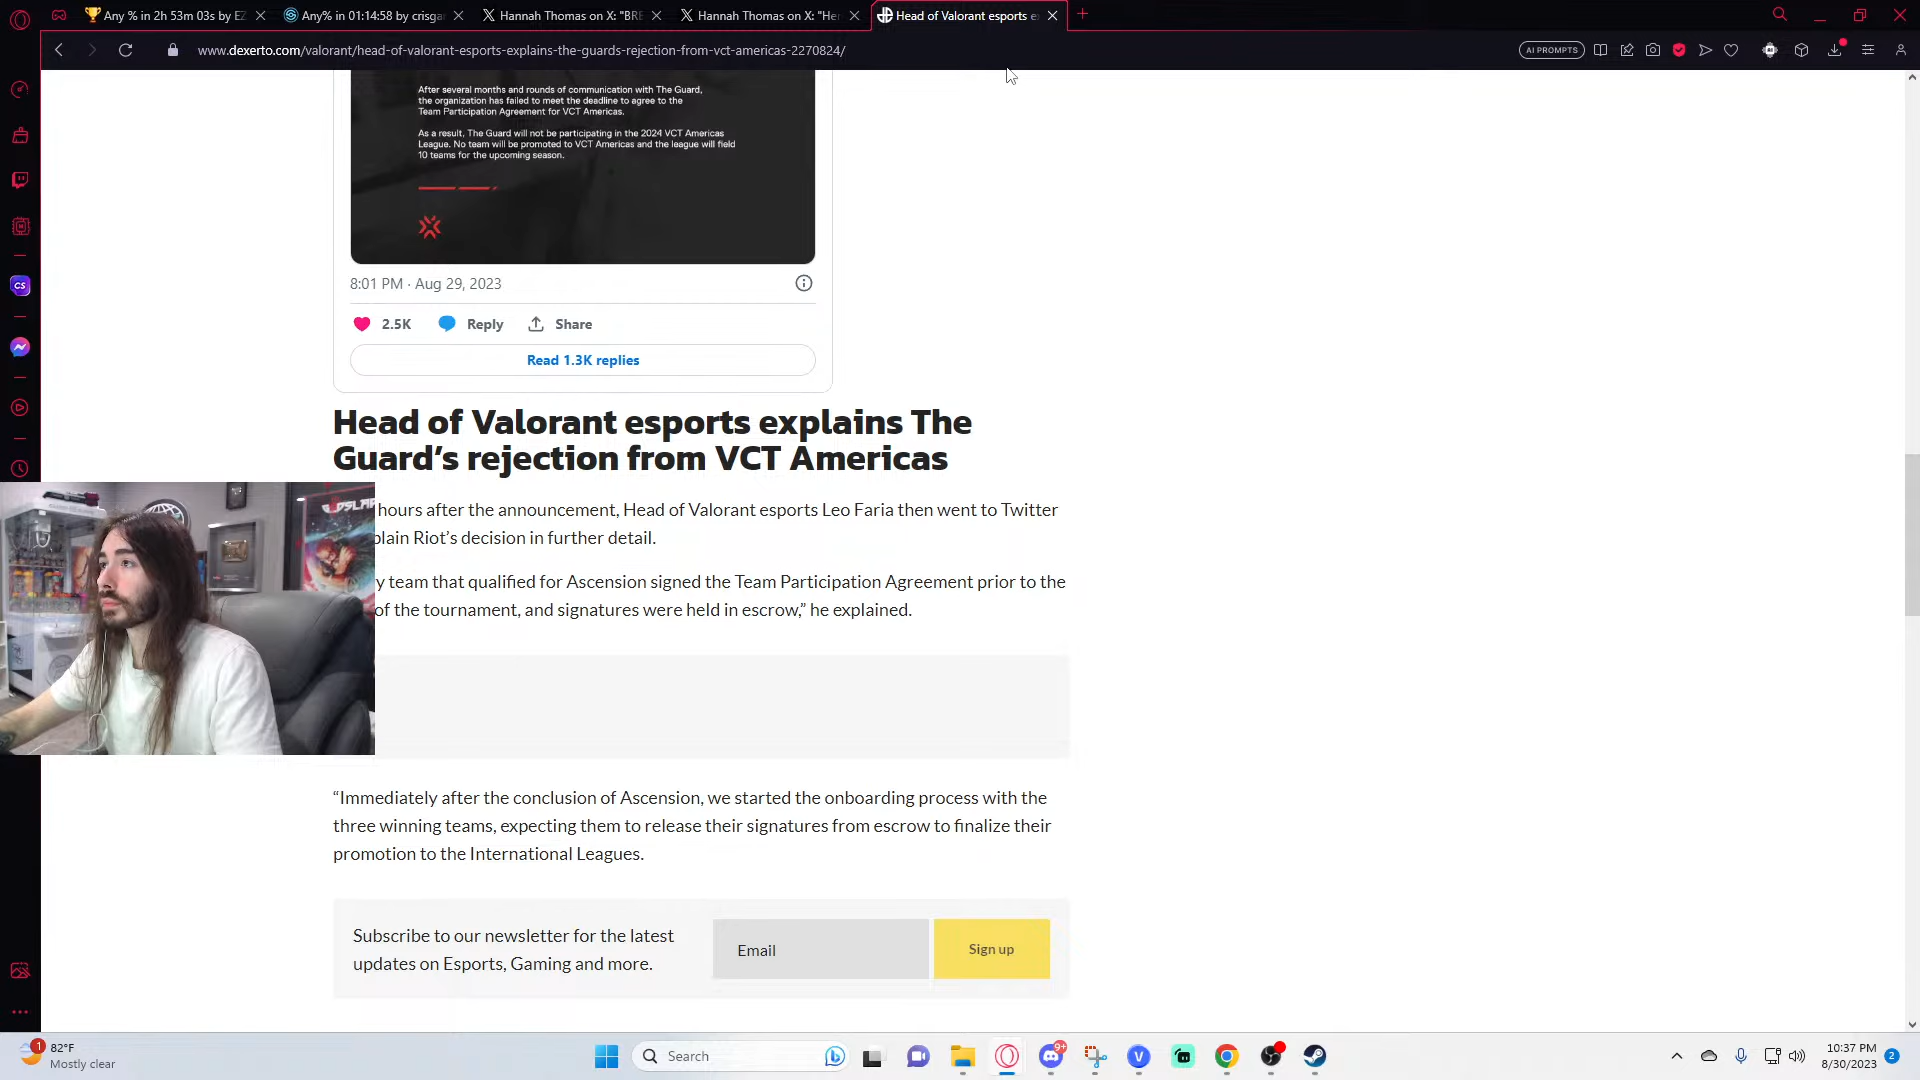 Any % in 2h 53m 03s by EZ
Any% in 01:14:58 by crisga
Hannah Thomas on X: "BRE
Hannah Thomas on X: "Her
Head of Valorant esports e
www.dexerto.com/valorant/head-of-valorant-esports-explains-the-guards-rejection-from-vct-americas-2270824/
AI PROMPTS
CS
After several months and rounds of communication with The Guard,
the organization has failed to meet the deadline to agree to the
Team Participation Agreement for VCT Americas.
As a result, The Guard will not be participating in the 2024 VCT Americas
League. No team will be promoted to VCT Americas and the league will field
10 teams for the upcoming season.
8:01 PM · Aug 29, 2023
2.5K Reply Share
Read 1.3K replies
Head of Valorant esports explains The
Guard’s rejection from VCT Americas
hours after the announcement, Head of Valorant esports Leo Faria then went to Twitter
plain Riot’s decision in further detail.
y team that qualified for Ascension signed the Team Participation Agreement prior to the
of the tournament, and signatures were held in escrow,” he explained.
“Immediately after the conclusion of Ascension, we started the onboarding process with the
three winning teams, expecting them to release their signatures from escrow to finalize their
promotion to the International Leagues.
Subscribe to our newsletter for the latest
updates on Esports, Gaming and more.
Email
Sign up
1
82°F
Mostly clear
Search
9+
10:37 PM
8/30/2023
2